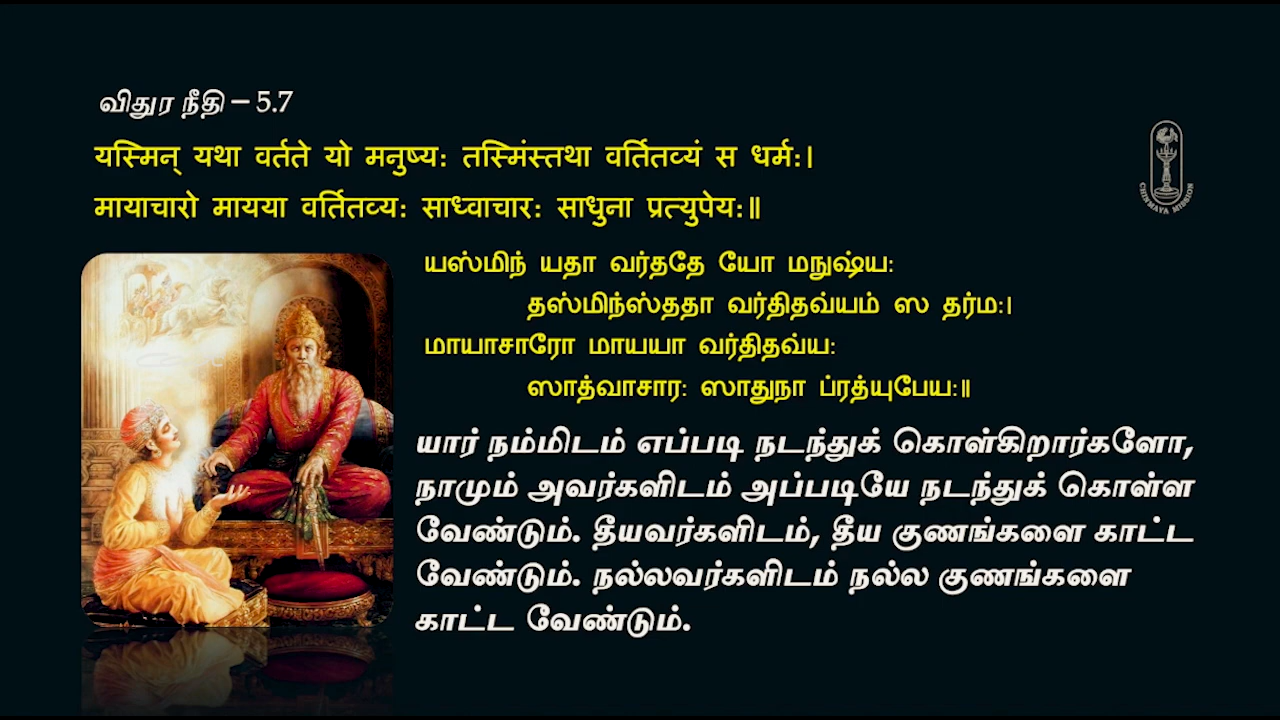 விதுர நீதி – 5.7
यस्मिन् यथा वर्तते यो मनुष्यः तस्मिंस्तथा वर्तितव्यं स धर्मः।
मायाचारो मायया वर्तितव्यः साध्वाचारः साधुना प्रत्युपेयः॥
யஸ்மிந் யதா வர்ததே யோ மநுஷ்ய:
தஸ்மிந்ஸ்ததா வர்திதவ்யம் ஸ தர்ம:।
மாயாசாரோ மாயயா வர்திதவ்ய:
ஸாத்வாசார: ஸாதுநா ப்ரத்யுபேய:॥
யார் நம்மிடம் எப்படி நடந்துக் கொள்கிறார்களோ,
நாமும் அவர்களிடம் அப்படியே நடந்துக் கொள்ள
வேண்டும். தீயவர்களிடம், தீய குணங்களை காட்ட
வேண்டும். நல்லவர்களிடம் நல்ல குணங்களை
காட்ட வேண்டும்.
CHINMAYA MISSION